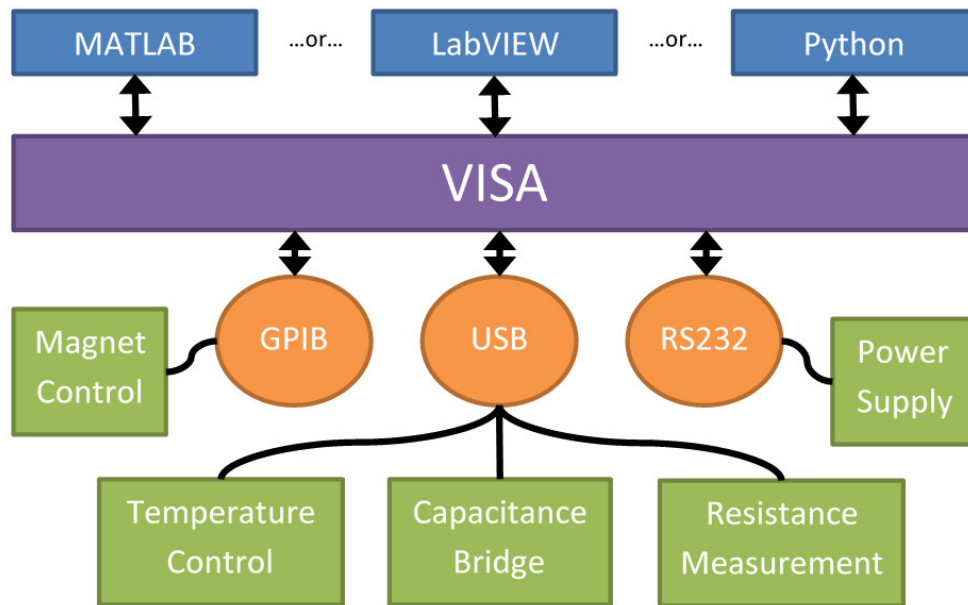 MATLAB ...or... LabVIEW ...or... Python
VISA
GPIB USB RS232
Magnet
Control
Power
Supply
Temperature
Control
Capacitance
Bridge
Resistance
Measurement